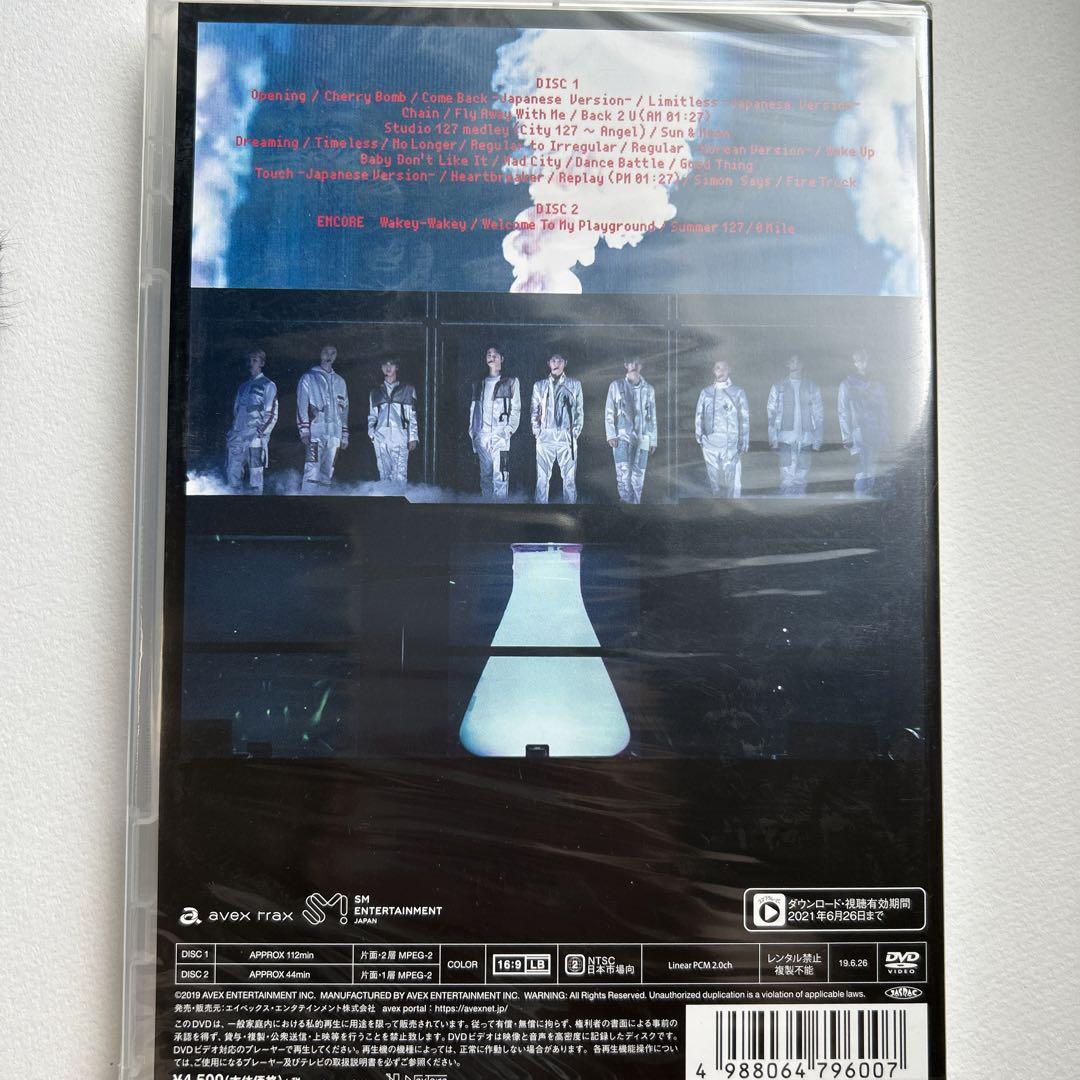 DISC 1
Opening / Cherry Bomb / Come Back -Japanese Version- / Limitless -Japanese Version-
Chain / Fly Away With Me / Back 2 U (AM 01:27)
Studio 127 medley (City 127 ～ Angel) / Sun & Moon
Dreaming / Timeless / No Longer / Regular to Irregular / Regular -Korean Version- / Wake Up
Baby Don't Like It / Mad City / Dance Battle / Good Thing
Touch -Japanese Version- / Heartbreaker / Replay (PM 01:27) / Simon Says / Fire Truck
DISC 2
ENCORE Wakey-Wakey / Welcome To My Playground / Summer 127 / 0 Mile
avex trax
SM
ENTERTAINMENT
JAPAN
ダウンロード・視聴有効期間
2021年6月26日まで
DISC 1 APPROX 112min 片面・2層 MPEG-2
DISC 2 APPROX 44min 片面・1層 MPEG-2
COLOR
16:9 LB
2 NTSC
日本市場向
Linear PCM 2.0ch
レンタル禁止
複製不能
19.6.26
DVD
VIDEO
©2019 AVEX ENTERTAINMENT INC. MANUFACTURED BY AVEX ENTERTAINMENT INC. WARNING: All Rights Reserved. Unauthorized duplication is a violation of applicable laws.
発売・販売元：エイベックス・エンタテインメント株式会社 avex portal : https://avexnet.jp/
このDVDは、一般家庭内における私的再生に用途を限って販売されています。従って有償・無償に拘らず、権利者の書面による事前の
承認を得ず、貸与・複製・公衆送信・上映等を行うことを禁止致します。DVDビデオは映像と音声を高密度に記録したディスクです。
DVDビデオ対応のプレーヤーで再生してください。再生機の機種によっては、正常に作動しない場合があります。各再生機能操作につい
ては、ご使用になるプレーヤー及びテレビの取扱説明書を必ずご参照ください。
¥4,500(本体価格)
4 988064 796007